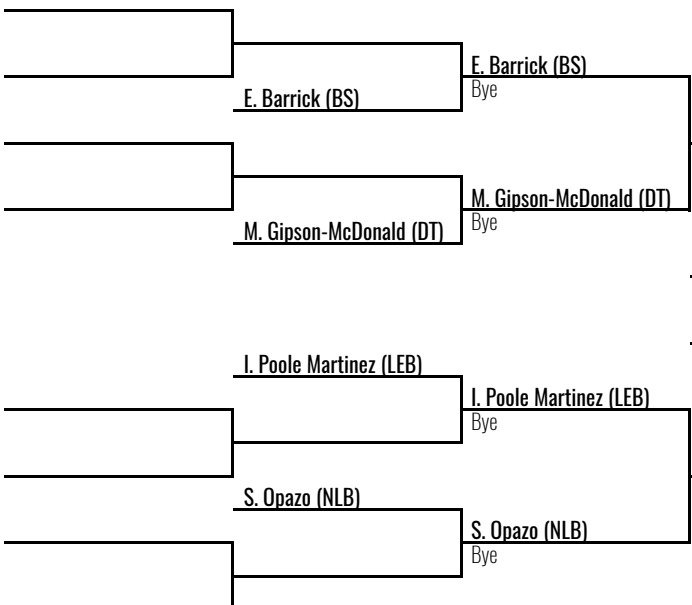 E. Barrick (BS)
Bye
E. Barrick (BS)
M. Gipson-McDonald (DT)
Bye
M. Gipson-McDonald (DT)
I. Poole Martinez (LEB)
I. Poole Martinez (LEB)
Bye
S. Opazo (NLB)
S. Opazo (NLB)
Bye